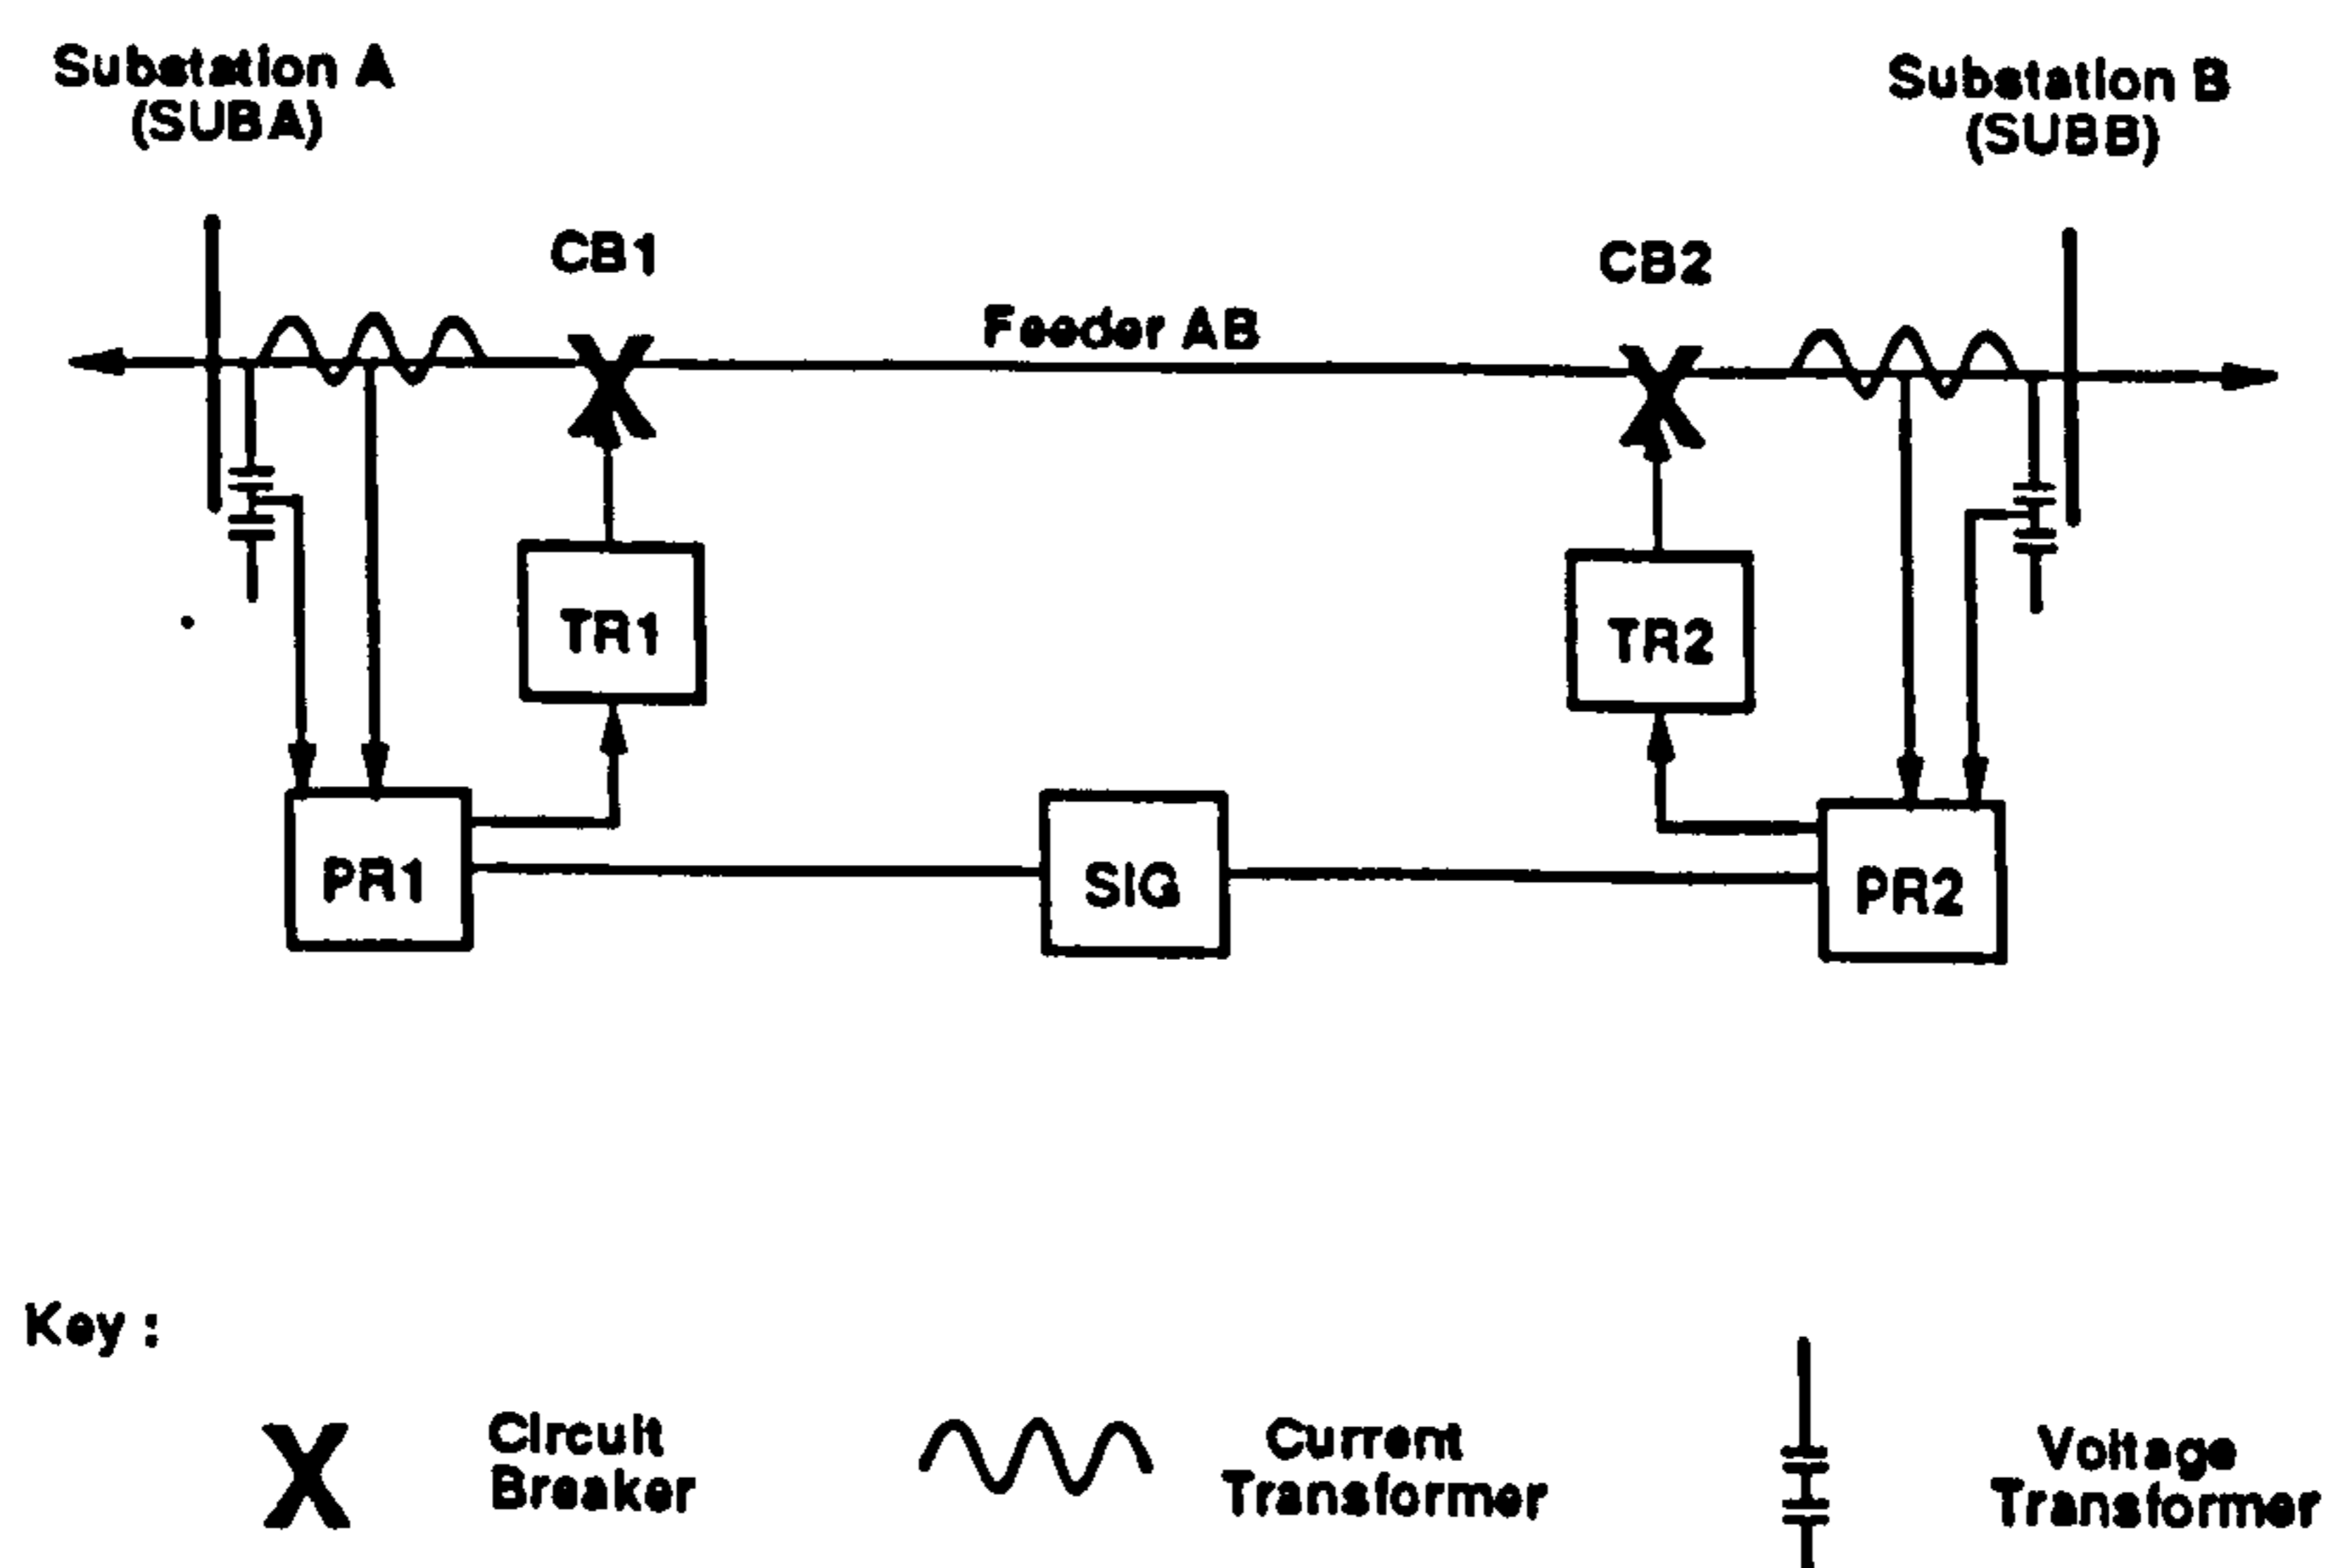 Substation A
(SUBA)
Substation B
(SUBB)
CB1
CB2
Feeder AB
TR1
TR2
PR1
SIG
PR2
Key :
Circuit
Breaker
Current
Transformer
Voltage
Transformer